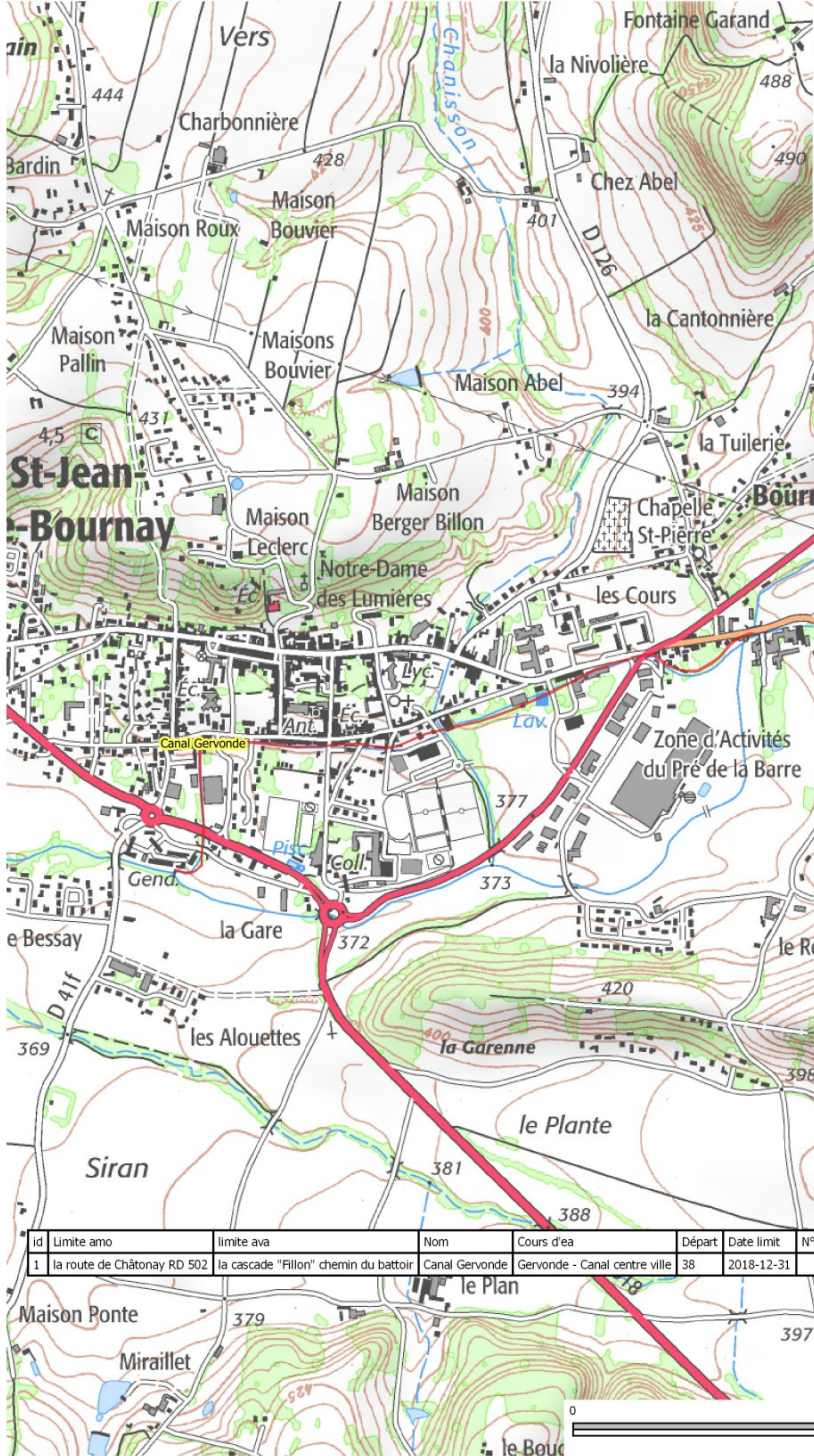 Fontaine Garand
Vers
ain
Chanisson
la Nivolière
488
444
Charbonnière
450
490
428
Bardin
Chez Abel
Maison
Bouvier
401
425
Maison Roux
D 126
400
la Cantonnière
Maison
Pallin
Maisons
Bouvier
Maison Abel
394
431
4,5 C
la Tuilerie
St-Jean-
e-Bournay
Maison
Berger Billon
Chapelle
St-Pierre
Bourn
Maison
Leclerc
Notre-Dame
des Lumières
Éc.
les Cours
Lyc.
Éc.
Ant.
Éc.
Lav.
Canal Gervonde
Zone d'Activités
du Pré de la Barre
377
Pisc.
Coll.
373
Gend.
la Gare
372
e Bessay
le Re
420
D 41f
les Alouettes
400
la Garenne
369
398
le Plante
Siran
381
388
id Limite amo limite ava Nom Cours d'ea Départ Date limit N°
1 la route de Châtonay RD 502 la cascade "Fillon" chemin du battoir Canal Gervonde Gervonde - Canal centre ville 38 2018-12-31
le Plan
Maison Ponte
379
397
Miraillet
425
0
le Bouc